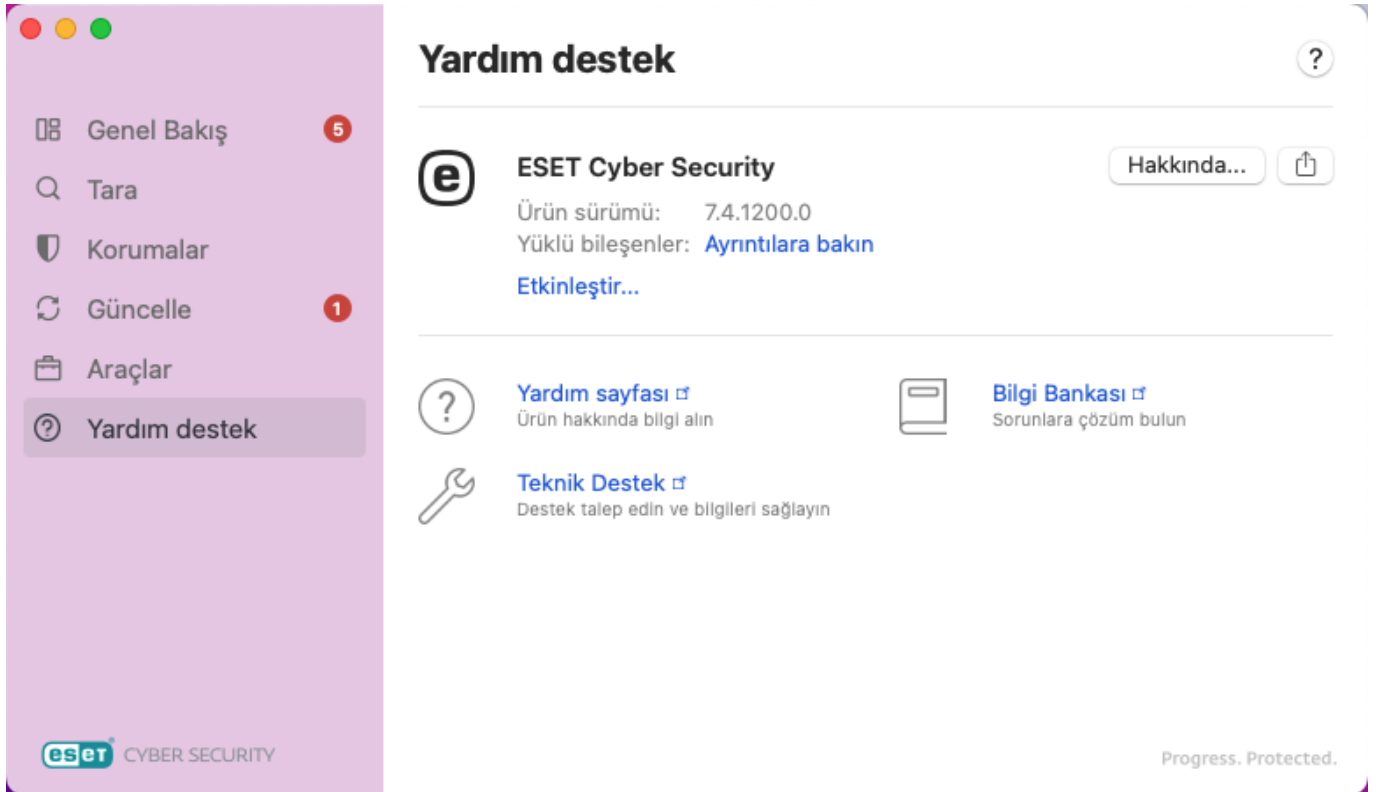 Yardım destek
?
Genel Bakış 5
Tara
Korumalar
Güncelle 1
Araçlar
Yardım destek
e
ESET Cyber Security
Hakkında...
Ürün sürümü: 7.4.1200.0
Yüklü bileşenler: Ayrıntılara bakın
Etkinleştir...
?
Yardım sayfası
Ürün hakkında bilgi alın
Bilgi Bankası
Sorunlara çözüm bulun
Teknik Destek
Destek talep edin ve bilgileri sağlayın
eseT CYBER SECURITY
Progress. Protected.